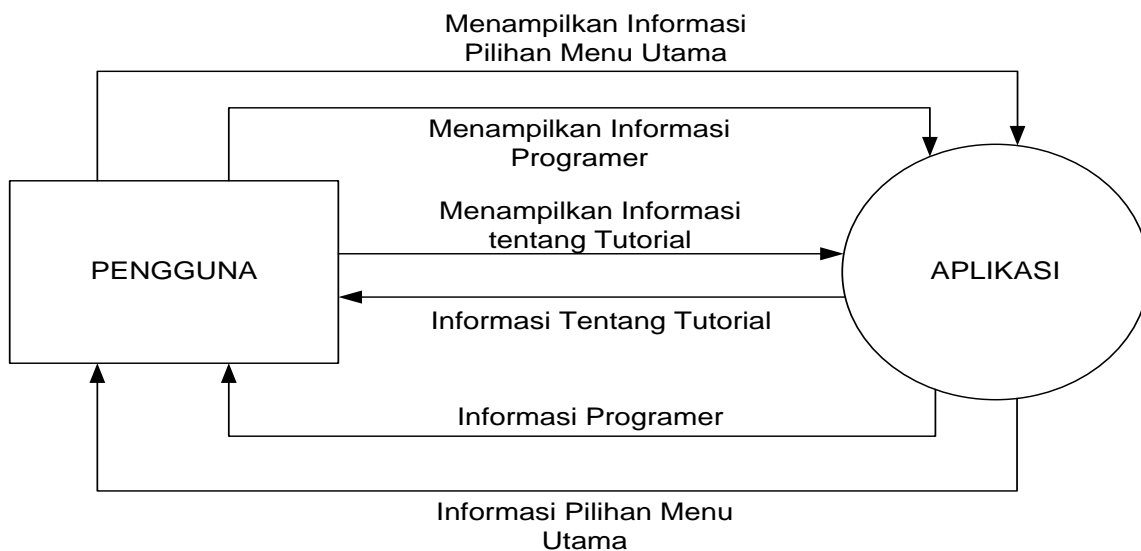 Menampilkan Informasi
Pilihan Menu Utama
Menampilkan Informasi
Programer
Menampilkan Informasi
tentang Tutorial
PENGGUNA
APLIKASI
Informasi Tentang Tutorial
Informasi Programer
Informasi Pilihan Menu
Utama